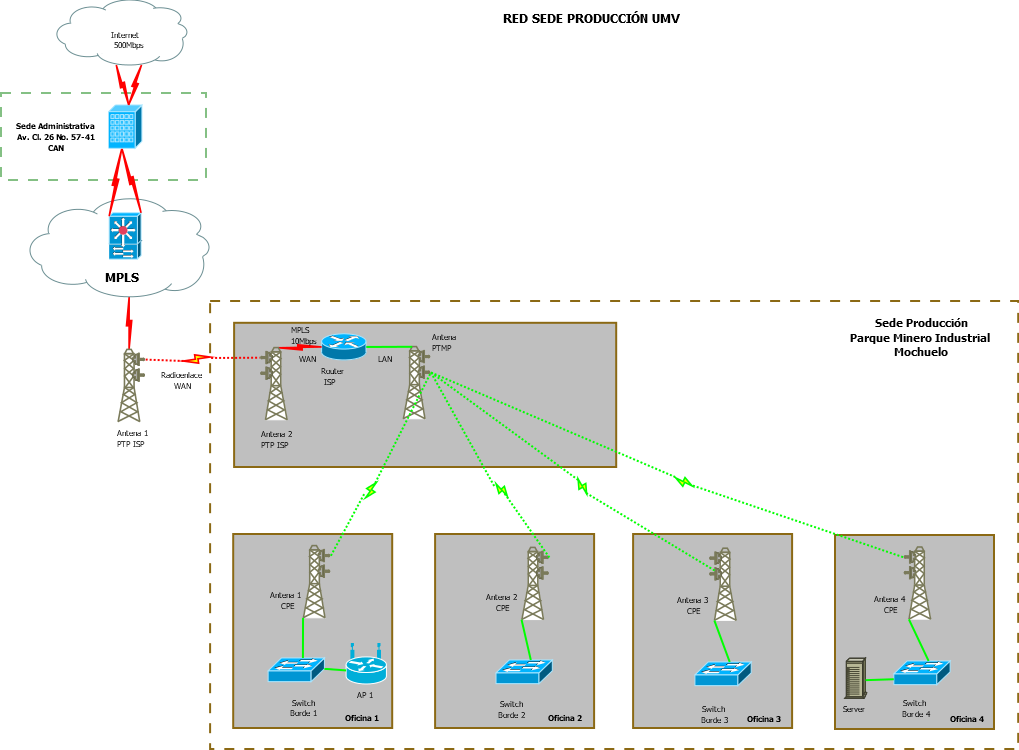 RED SEDE PRODUCCIÓN UMV
Internet
500Mbps
Sede Administrativa
Av. Cl. 26 No. 57-41
CAN
MPLS
Sede Producción
Parque Minero Industrial
Mochuelo
MPLS
10Mbps
WAN
Router
ISP
LAN
Antena
PTMP
Radioenlace
WAN
Antena 1
PTP ISP
Antena 2
PTP ISP
Antena 1
CPE
AP 1
Switch
Borde 1
Oficina 1
Antena 2
CPE
Switch
Borde 2
Oficina 2
Antena 3
CPE
Switch
Borde 3
Oficina 3
Antena 4
CPE
Server
Switch
Borde 4
Oficina 4